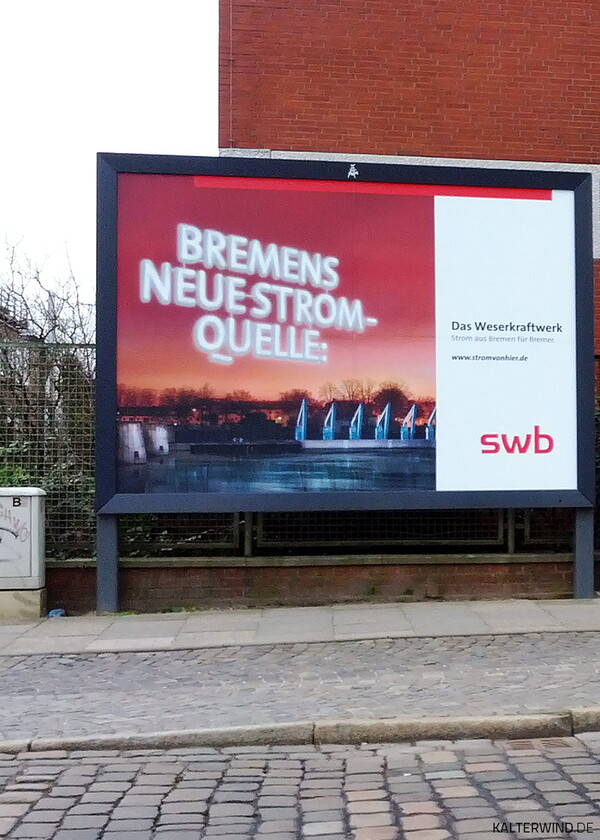 BREMENS
NEUE STROM-
QUELLE:
Das Weserkraftwerk
Strom aus Bremen für Bremen.
www.stromvonhier.de
swb
B
KALTERWIND.DE